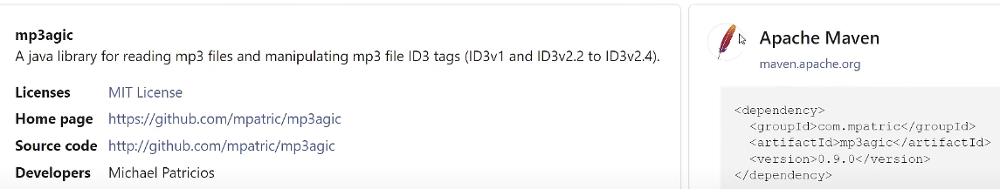 mp3agic
A java library for reading mp3 files and manipulating mp3 file ID3 tags (ID3v1 and ID3v2.2 to ID3v2.4).
Licenses MIT License
Home page https://github.com/mpatric/mp3agic
Source code http://github.com/mpatric/mp3agic
Developers Michael Patricios
Apache Maven
maven.apache.org
<dependency>
<groupId>com.mpatric</groupId>
<artifactId>mp3agic</artifactId>
<version>0.9.0</version>
</dependency>